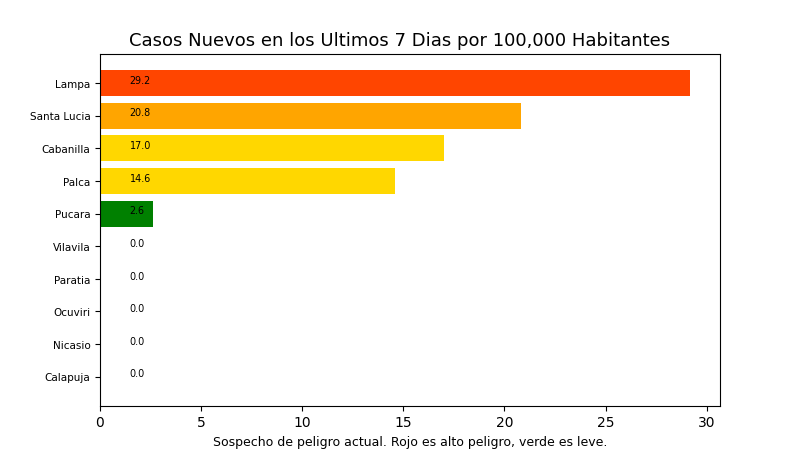 Casos Nuevos en los Ultimos 7 Dias por 100,000 Habitantes
Lampa 29.2
Santa Lucia 20.8
Cabanilla 17.0
Palca 14.6
Pucara 2.6
Vilavila 0.0
Paratia 0.0
Ocuviri 0.0
Nicasio 0.0
Calapuja 0.0
0 5 10 15 20 25 30
Sospecho de peligro actual. Rojo es alto peligro, verde es leve.